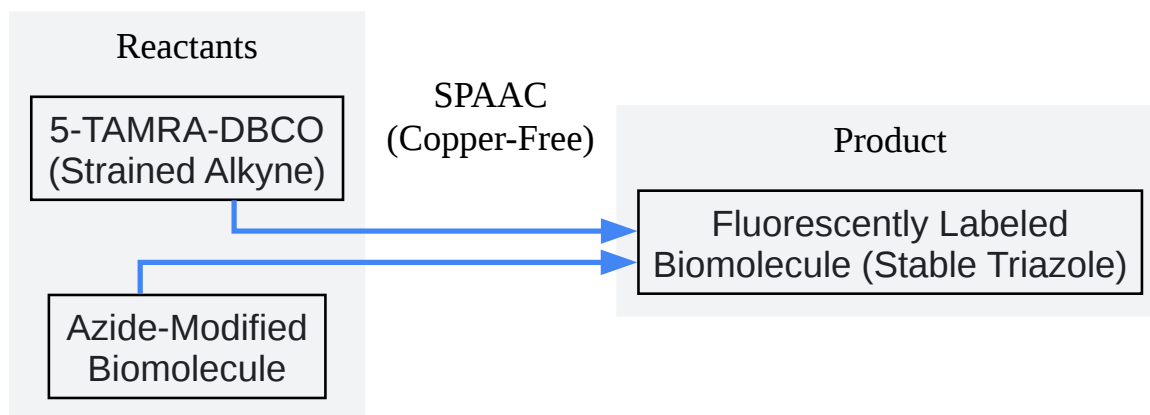 Reactants
5-TAMRA-DBCO
(Strained Alkyne)
Azide-Modified
Biomolecule
SPAAC
(Copper-Free)
Product
Fluorescently Labeled
Biomolecule (Stable Triazole)